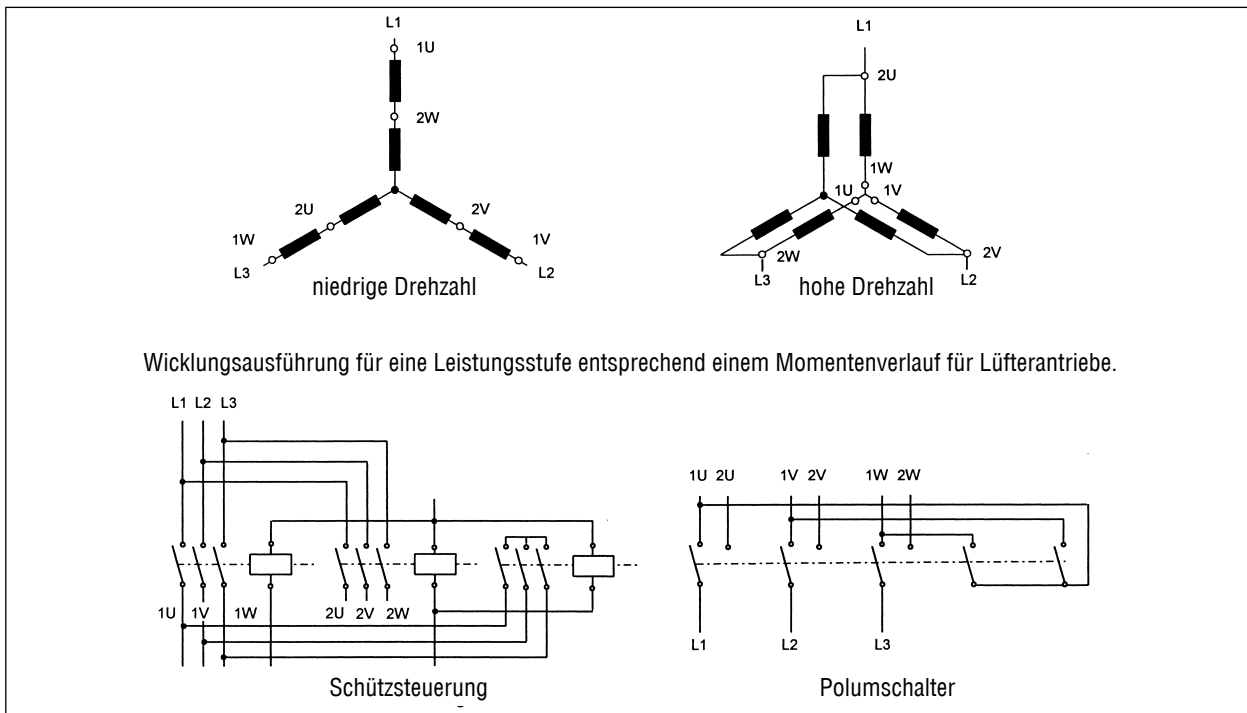 L1
1U
2W
2U
2V
1W
1V
L3
L2
niedrige Drehzahl
L1
2U
1W
1U 1V
2W
2V
L3
L2
hohe Drehzahl
Wicklungsausführung für eine Leistungsstufe entsprechend einem Momentenverlauf für Lüfterantriebe.
L1 L2 L3
1U 1V 1W 2U 2V 2W
Schützsteuerung
1U 2U 1V 2V 1W 2W
L1 L2 L3
Polumschalter